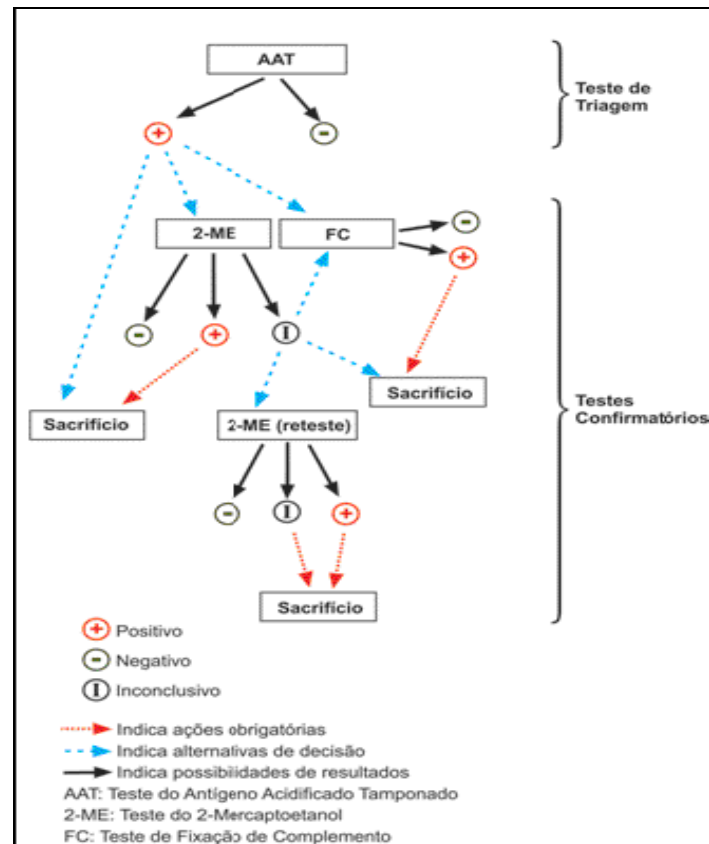 AAT
Teste de
Triagem
+
-
2-ME
FC
-
+
-
+
I
Sacrifício
Sacrifício
Testes
Confirmatórios
2-ME (reteste)
-
I
+
Sacrifício
+ Positivo
- Negativo
I Inconclusivo
Indica ações obrigatórias
Indica alternativas de decisão
Indica possibilidades de resultados
AAT: Teste do Antígeno Acidificado Tamponado
2-ME: Teste do 2-Mercaptoetanol
FC: Teste de Fixação de Complemento